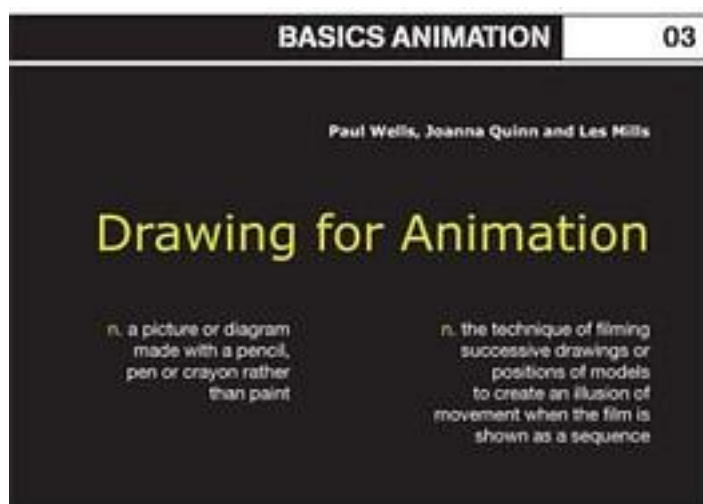 BASICS ANIMATION 03
Paul Wells, Joanna Quinn and Les Mills
Drawing for Animation
n. a picture or diagram
made with a pencil,
pen or crayon rather
than paint
n. the technique of filming
successive drawings or
positions of models
to create an illusion of
movement when the film is
shown as a sequence